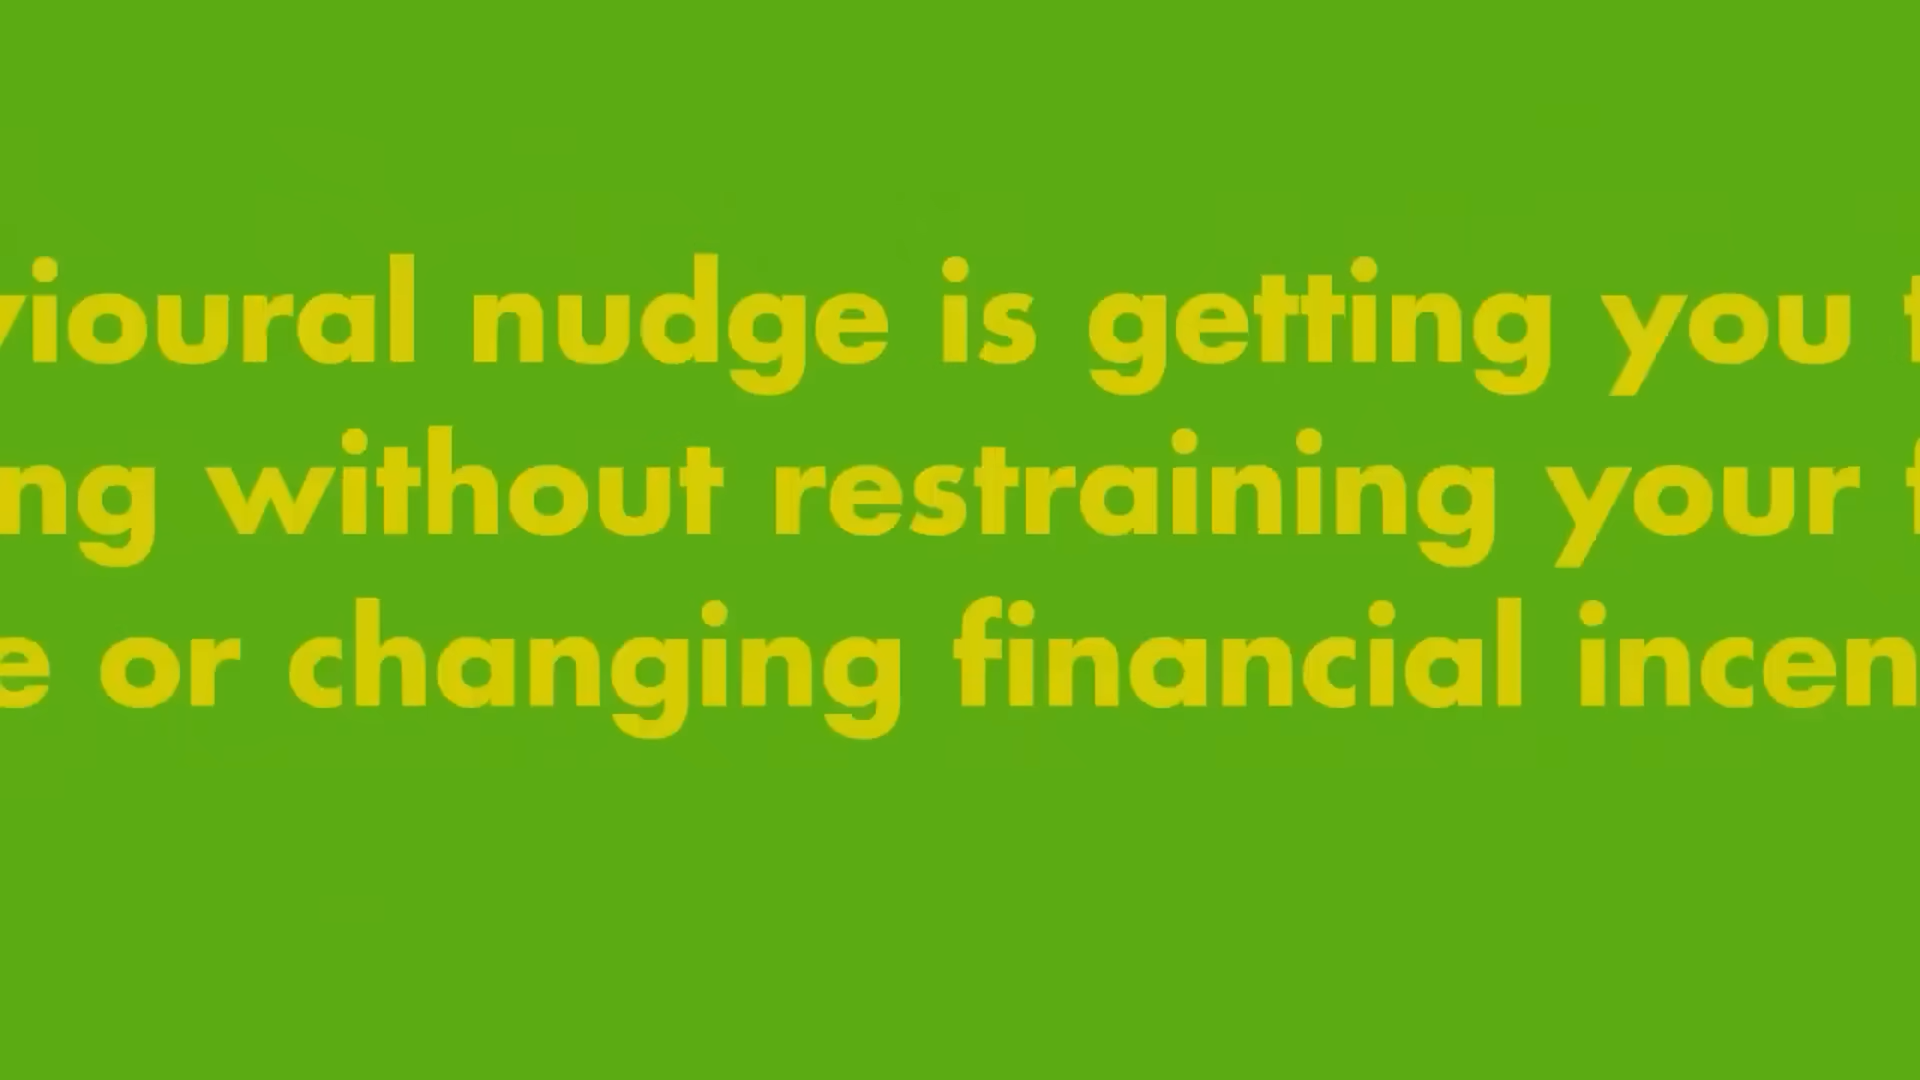 vioural nudge is getting you t
ng without restraining your f
e or changing financial incen